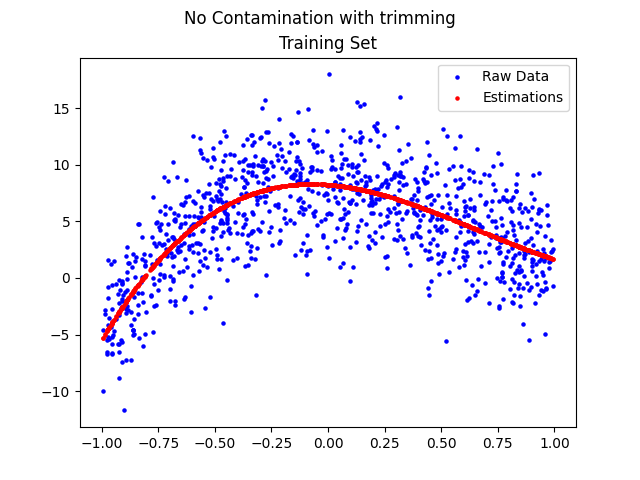 No Contamination with trimming
Training Set
Raw Data
Estimations
15
10
5
0
−5
−10
−1.00 −0.75 −0.50 −0.25 0.00 0.25 0.50 0.75 1.00